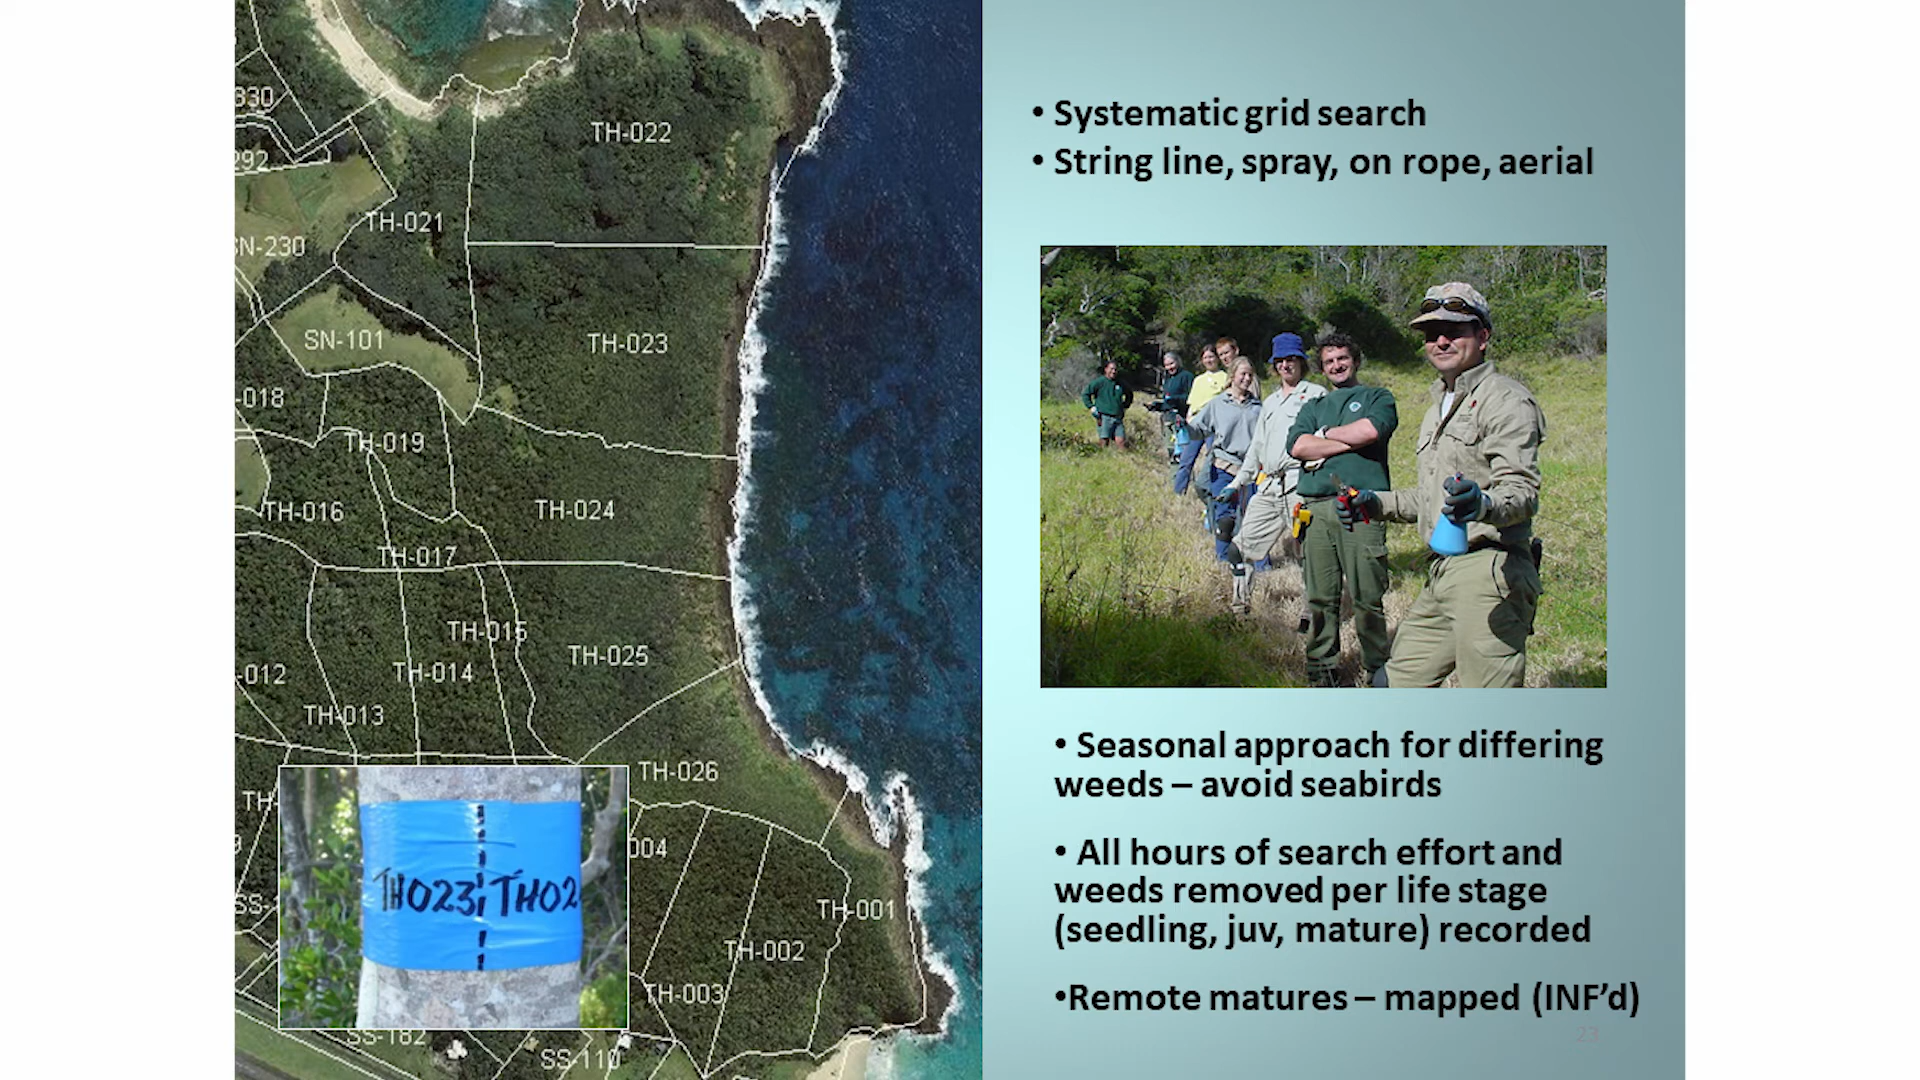 330
TH-022
292
TH-021
SN-230
SN-101
TH-023
-018
TH-019
TH-016
TH-024
TH-017
TH-015
TH-025
-012
TH-014
TH-013
TH-026
TH
004
TH-001
SS-
TH-002
TH-003
SS-182
SS-110
TH023 TH02
• Systematic grid search
• String line, spray, on rope, aerial
• Seasonal approach for differing
weeds – avoid seabirds
• All hours of search effort and
weeds removed per life stage
(seedling, juv, mature) recorded
•Remote matures – mapped (INF’d)
23